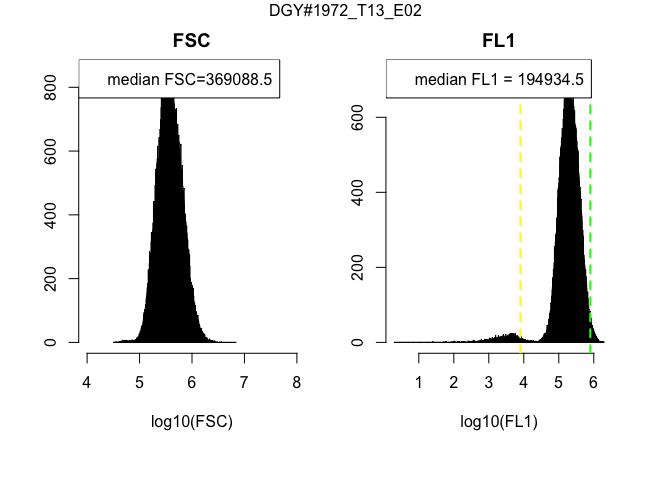 DGY#1972_T13_E02
FSC
median FSC=369088.5
0 200 400 600 800
4 5 6 7 8
log10(FSC)
FL1
median FL1 = 194934.5
0 200 400 600
1 2 3 4 5 6
log10(FL1)